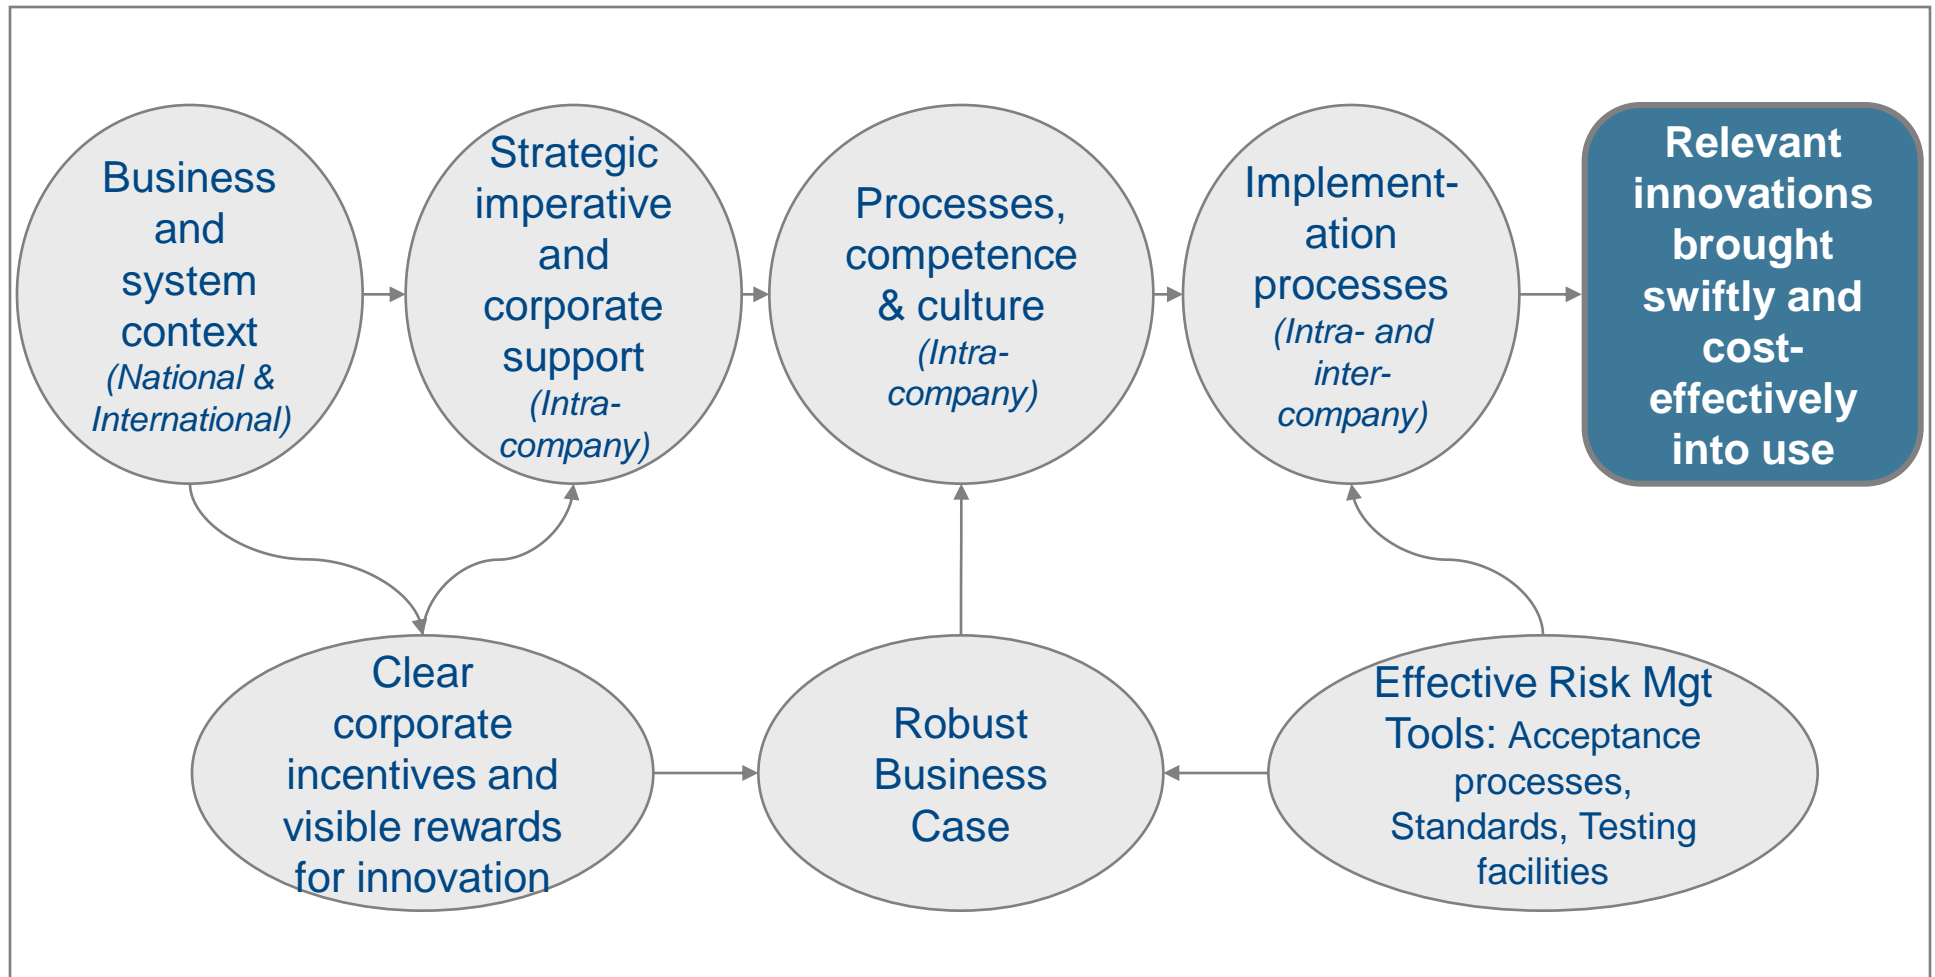 Business
and
system
context
(National &
International)
Strategic
imperative
and
corporate
support
(Intra-
company)
Processes,
competence
& culture
(Intra-
company)
Implement-
ation
processes
(Intra- and
inter-
company)
Relevant
innovations
brought
swiftly and
cost-
effectively
into use
Clear
corporate
incentives and
visible rewards
for innovation
Robust
Business
Case
Effective Risk Mgt
Tools: Acceptance
processes,
Standards, Testing
facilities